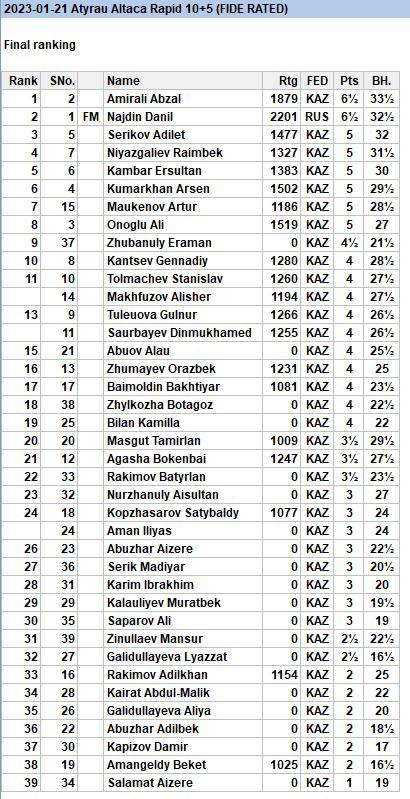 2023-01-21 Atyrau Altaca Rapid 10+5 (FIDE RATED)
Final ranking
Rank SNo. Name Rtg FED Pts BH.
1 2 Amirali Abzal 1879 KAZ 6½ 33½
2 1 FM Najdin Danil 2201 RUS 6½ 32½
3 5 Serikov Adilet 1477 KAZ 5 32
4 7 Niyazgaliev Raimbek 1327 KAZ 5 31½
5 6 Kambar Ersultan 1383 KAZ 5 30
6 4 Kumarkhan Arsen 1502 KAZ 5 29½
7 15 Maukenov Artur 1186 KAZ 5 28½
8 3 Onoglu Ali 1519 KAZ 5 27
9 37 Zhubanuly Eraman 0 KAZ 4½ 21½
10 8 Kantsev Gennadiy 1280 KAZ 4 28½
11 10 Tolmachev Stanislav 1260 KAZ 4 27½
14 Makhfuzov Alisher 1194 KAZ 4 27½
13 9 Tuleuova Gulnur 1266 KAZ 4 26½
11 Saurbayev Dinmukhamed 1255 KAZ 4 26½
15 21 Abuov Alau 0 KAZ 4 25½
16 13 Zhumayev Orazbek 1231 KAZ 4 25
17 17 Baimoldin Bakhtiyar 1081 KAZ 4 23½
18 38 Zhylkozha Botagoz 0 KAZ 4 22½
19 25 Bilan Kamilla 0 KAZ 4 22
20 20 Masgut Tamirlan 1009 KAZ 3½ 29½
21 12 Agasha Bokenbai 1247 KAZ 3½ 27½
22 33 Rakimov Batyrlan 0 KAZ 3½ 23½
23 32 Nurzhanuly Aisultan 0 KAZ 3 27
24 18 Kopzhasarov Satybaldy 1077 KAZ 3 24
24 Aman Iliyas 0 KAZ 3 24
26 23 Abuzhar Aizere 0 KAZ 3 22½
27 36 Serik Madiyar 0 KAZ 3 20½
28 31 Karim Ibrakhim 0 KAZ 3 20
29 29 Kalauliyev Muratbek 0 KAZ 3 19½
30 35 Saparov Ali 0 KAZ 3 19
31 39 Zinullaev Mansur 0 KAZ 2½ 22½
32 27 Galidullayeva Lyazzat 0 KAZ 2½ 16½
33 16 Rakimov Adilkhan 1154 KAZ 2 25
34 28 Kairat Abdul-Malik 0 KAZ 2 22
35 26 Galidullayeva Aliya 0 KAZ 2 20
36 22 Abuzhar Adilbek 0 KAZ 2 18½
37 30 Kapizov Damir 0 KAZ 2 17
38 19 Amangeldy Beket 1025 KAZ 2 16½
39 34 Salamat Aizere 0 KAZ 1 19